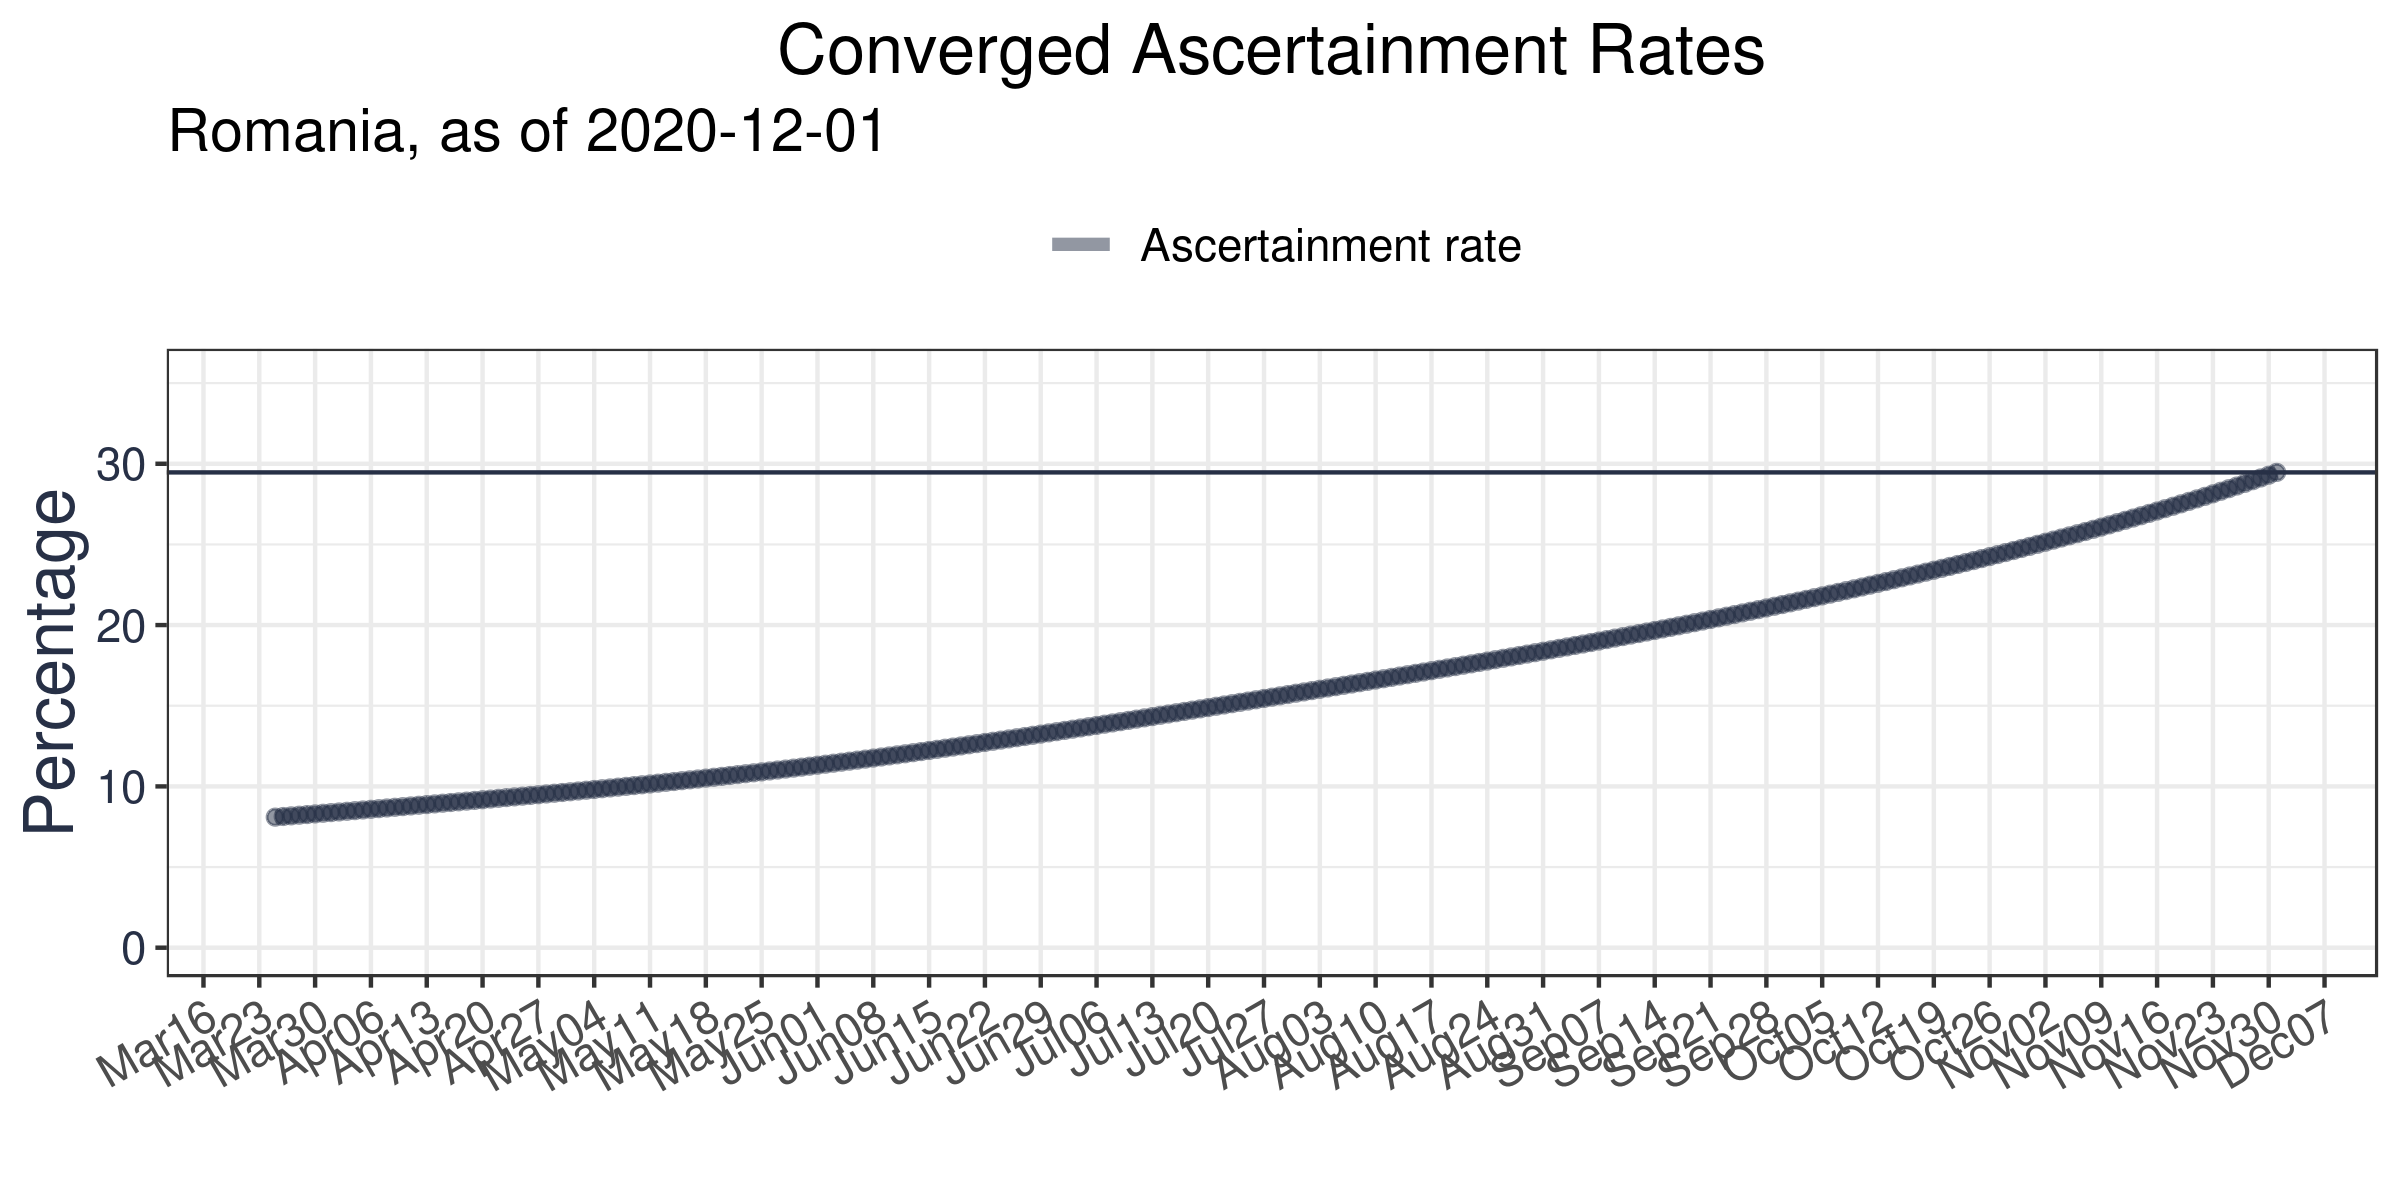 Converged Ascertainment Rates
Romania, as of 2020-12-01
Ascertainment rate
Percentage
30
20
10
0
Mar16 Mar23 Mar30 Apr06 Apr13 Apr20 Apr27 May04 May11 May18 May25 Jun01 Jun08 Jun15 Jun22 Jun29 Jul06 Jul13 Jul20 Jul27 Aug03 Aug10 Aug17 Aug24 Aug31 Sep07 Sep14 Sep21 Sep28 Oct05 Oct12 Oct19 Oct26 Nov02 Nov09 Nov16 Nov23 Nov30 Dec07